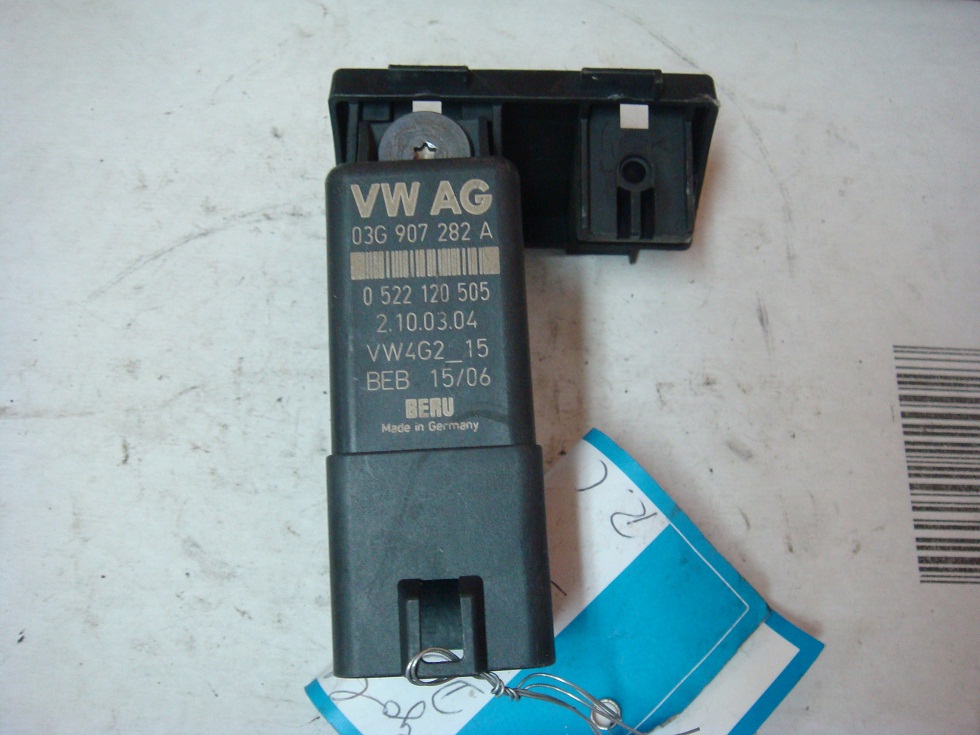 VW AG
03G 907 282 A
0 522 120 505
2.10.03.04
VW4G2_15
BEB 15/06
BERU
Made in Germany